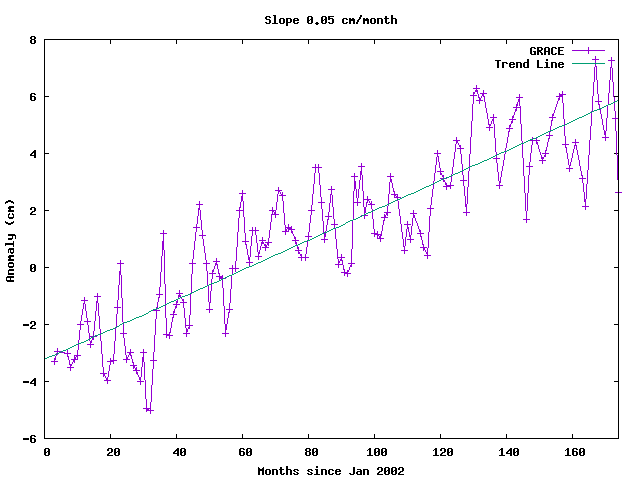 Slope 0.05 cm/month
GRACE
Trend Line
8
6
4
2
0
-2
-4
-6
Anomaly (cm)
0 20 40 60 80 100 120 140 160
Months since Jan 2002